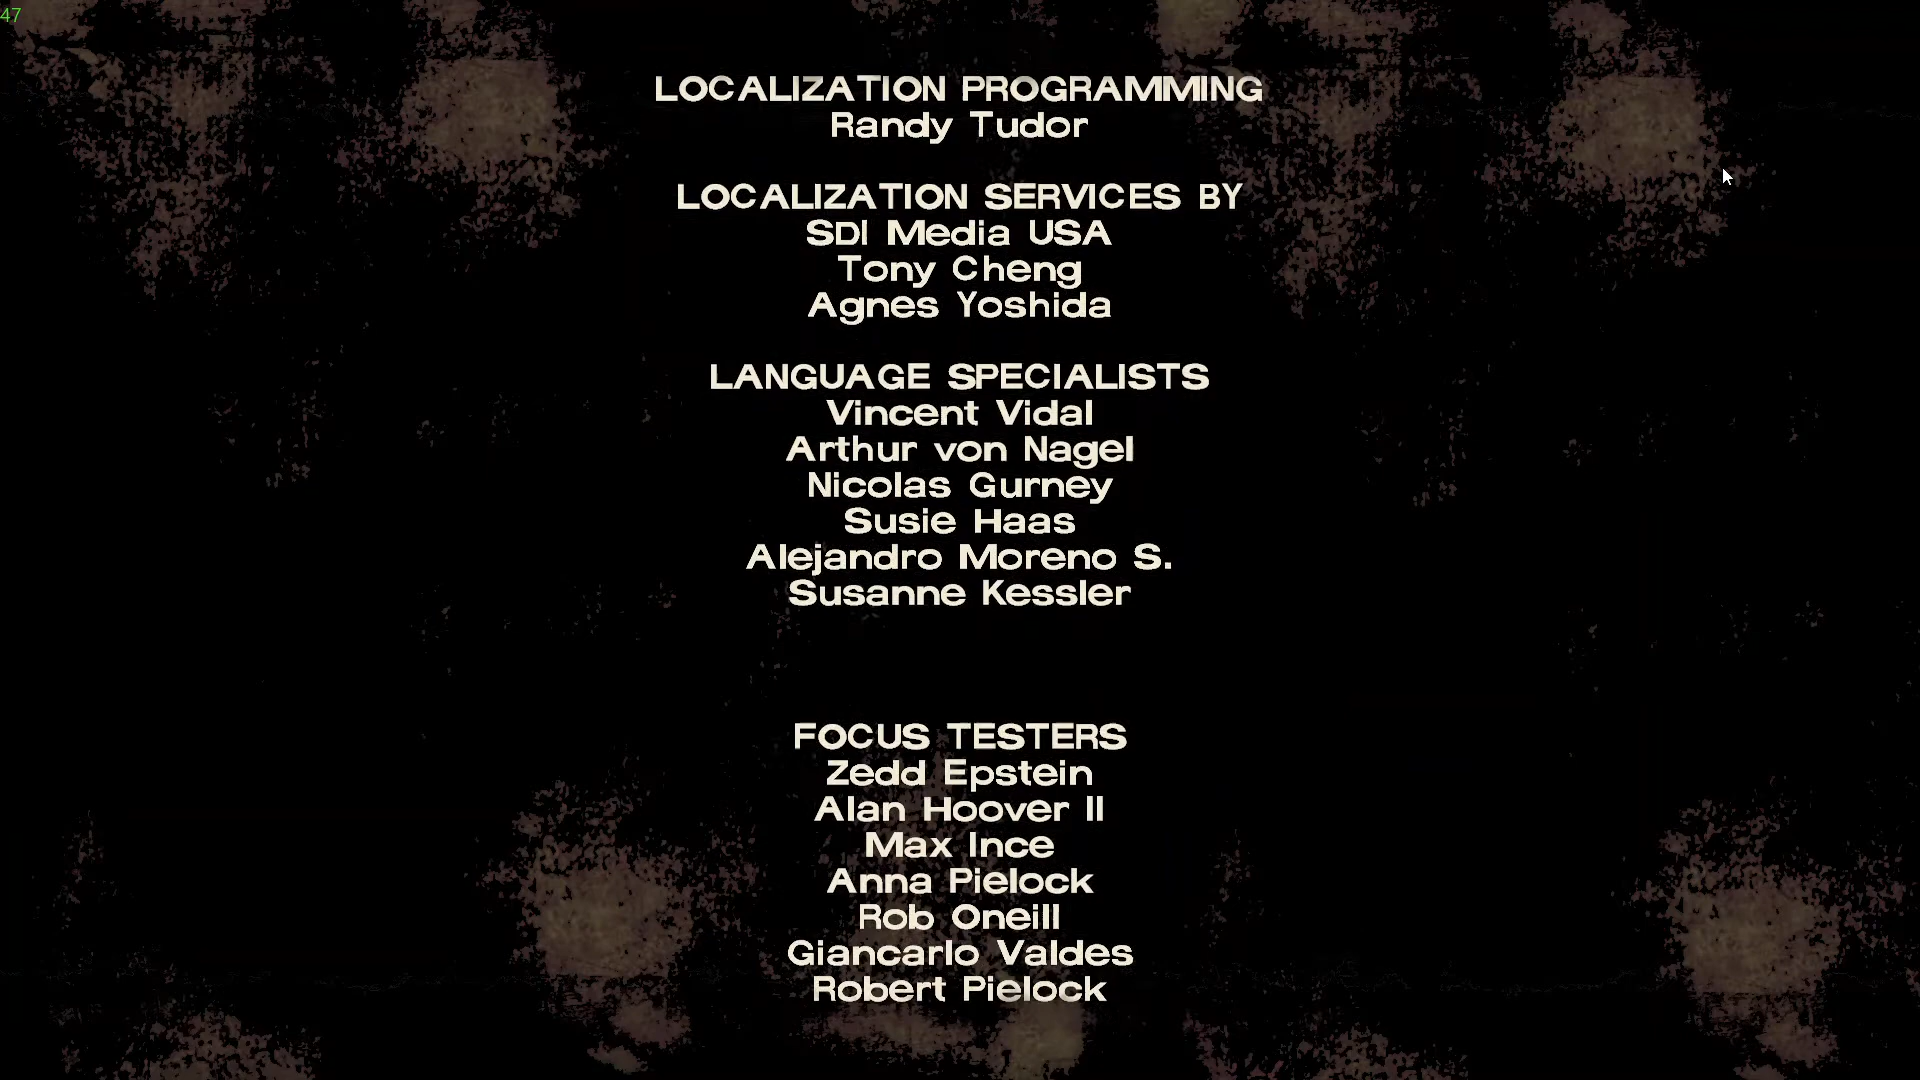 47
LOCALIZATION PROGRAMMING
Randy Tudor
LOCALIZATION SERVICES BY
SDI Media USA
Tony Cheng
Agnes Yoshida
LANGUAGE SPECIALISTS
Vincent Vidal
Arthur von Nagel
Nicolas Gurney
Susie Haas
Alejandro Moreno S.
Susanne Kessler
FOCUS TESTERS
Zedd Epstein
Alan Hoover II
Max Ince
Anna Pielock
Rob Oneill
Giancarlo Valdes
Robert Pielock